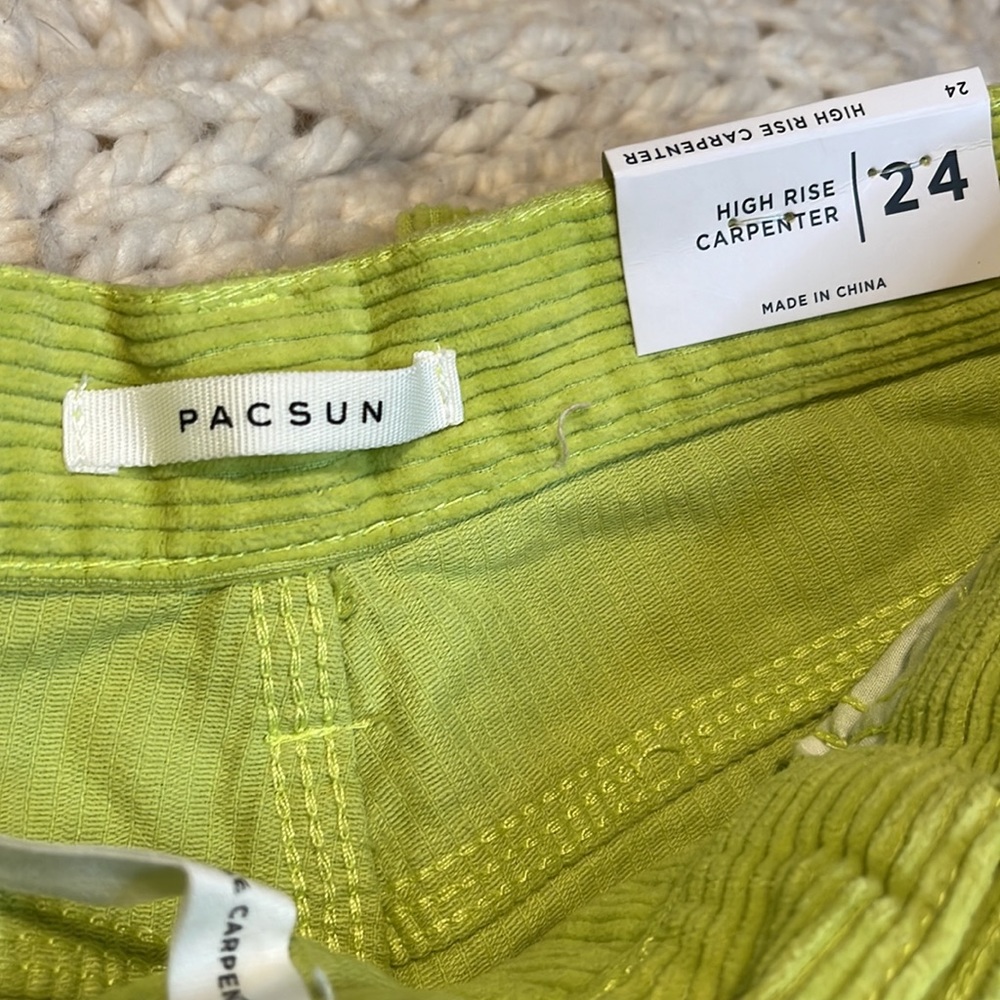 24
HIGH RISE CARPENTER
HIGH RISE
CARPENTER
24
MADE IN CHINA
PACSUN